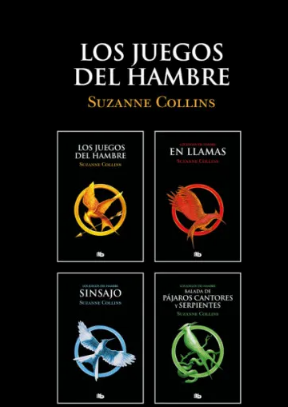 LOS JUEGOS
DEL HAMBRE
SUZANNE COLLINS
LOS JUEGOS
DEL HAMBRE
SUZANNE COLLINS
EN LLAMAS
SUZANNE COLLINS
SINSAJO
SUZANNE COLLINS
BALADA DE
PÁJAROS CANTORES
Y SERPIENTES
SUZANNE COLLINS